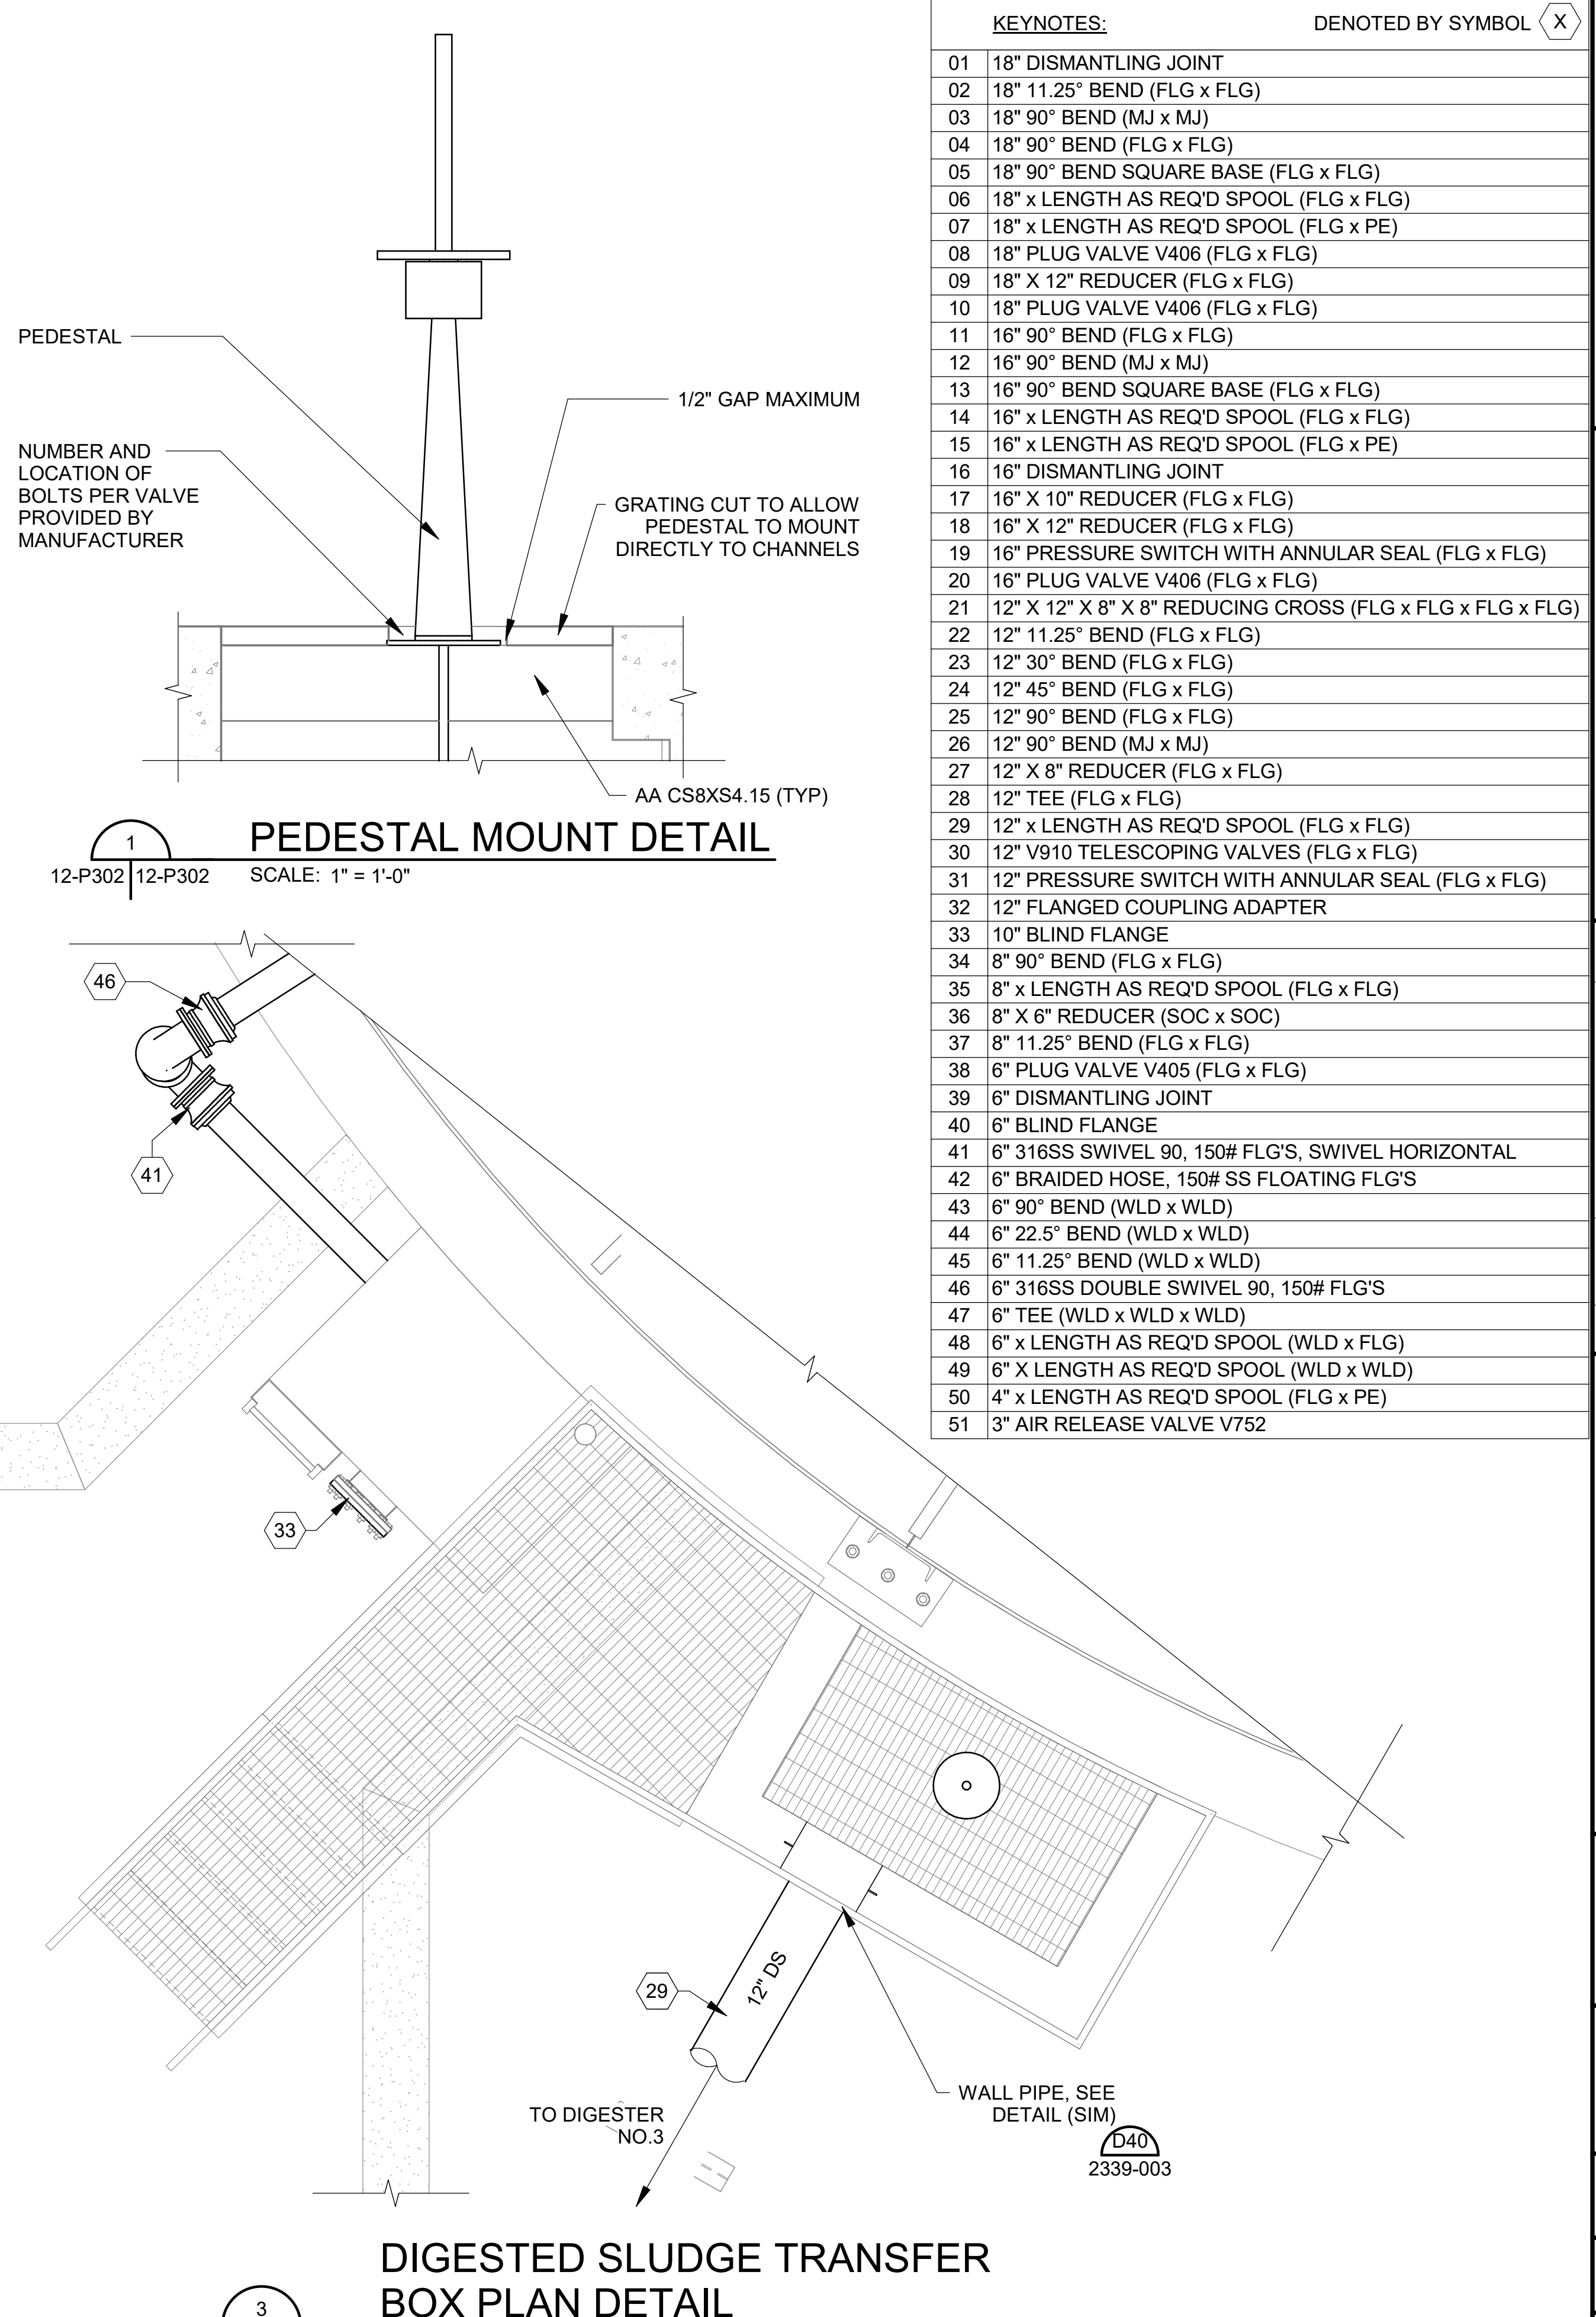 PEDESTAL
NUMBER AND
LOCATION OF
BOLTS PER VALVE
PROVIDED BY
MANUFACTURER
1/2" GAP MAXIMUM
GRATING CUT TO ALLOW
PEDESTAL TO MOUNT
DIRECTLY TO CHANNELS
AA CS8XS4.15 (TYP)
1
12-P302 12-P302
PEDESTAL MOUNT DETAIL
SCALE: 1" = 1'-0"
KEYNOTES: DENOTED BY SYMBOL X
01 18" DISMANTLING JOINT
02 18" 11.25° BEND (FLG x FLG)
03 18" 90° BEND (MJ x MJ)
04 18" 90° BEND (FLG x FLG)
05 18" 90° BEND SQUARE BASE (FLG x FLG)
06 18" x LENGTH AS REQ'D SPOOL (FLG x FLG)
07 18" x LENGTH AS REQ'D SPOOL (FLG x PE)
08 18" PLUG VALVE V406 (FLG x FLG)
09 18" X 12" REDUCER (FLG x FLG)
10 18" PLUG VALVE V406 (FLG x FLG)
11 16" 90° BEND (FLG x FLG)
12 16" 90° BEND (MJ x MJ)
13 16" 90° BEND SQUARE BASE (FLG x FLG)
14 16" x LENGTH AS REQ'D SPOOL (FLG x FLG)
15 16" x LENGTH AS REQ'D SPOOL (FLG x PE)
16 16" DISMANTLING JOINT
17 16" X 10" REDUCER (FLG x FLG)
18 16" X 12" REDUCER (FLG x FLG)
19 16" PRESSURE SWITCH WITH ANNULAR SEAL (FLG x FLG)
20 16" PLUG VALVE V406 (FLG x FLG)
21 12" X 12" X 8" X 8" REDUCING CROSS (FLG x FLG x FLG x FLG)
22 12" 11.25° BEND (FLG x FLG)
23 12" 30° BEND (FLG x FLG)
24 12" 45° BEND (FLG x FLG)
25 12" 90° BEND (FLG x FLG)
26 12" 90° BEND (MJ x MJ)
27 12" X 8" REDUCER (FLG x FLG)
28 12" TEE (FLG x FLG)
29 12" x LENGTH AS REQ'D SPOOL (FLG x FLG)
30 12" V910 TELESCOPING VALVES (FLG x FLG)
31 12" PRESSURE SWITCH WITH ANNULAR SEAL (FLG x FLG)
32 12" FLANGED COUPLING ADAPTER
33 10" BLIND FLANGE
34 8" 90° BEND (FLG x FLG)
35 8" x LENGTH AS REQ'D SPOOL (FLG x FLG)
36 8" X 6" REDUCER (SOC x SOC)
37 8" 11.25° BEND (FLG x FLG)
38 6" PLUG VALVE V405 (FLG x FLG)
39 6" DISMANTLING JOINT
40 6" BLIND FLANGE
41 6" 316SS SWIVEL 90, 150# FLG'S, SWIVEL HORIZONTAL
42 6" BRAIDED HOSE, 150# SS FLOATING FLG'S
43 6" 90° BEND (WLD x WLD)
44 6" 22.5° BEND (WLD x WLD)
45 6" 11.25° BEND (WLD x WLD)
46 6" 316SS DOUBLE SWIVEL 90, 150# FLG'S
47 6" TEE (WLD x WLD x WLD)
48 6" x LENGTH AS REQ'D SPOOL (WLD x FLG)
49 6" X LENGTH AS REQ'D SPOOL (WLD x WLD)
50 4" x LENGTH AS REQ'D SPOOL (FLG x PE)
51 3" AIR RELEASE VALVE V752
46
41
33
29
12" DS
TO DIGESTER
NO.3
WALL PIPE, SEE
DETAIL (SIM)
D40
2339-003
3
DIGESTED SLUDGE TRANSFER
BOX PLAN DETAIL